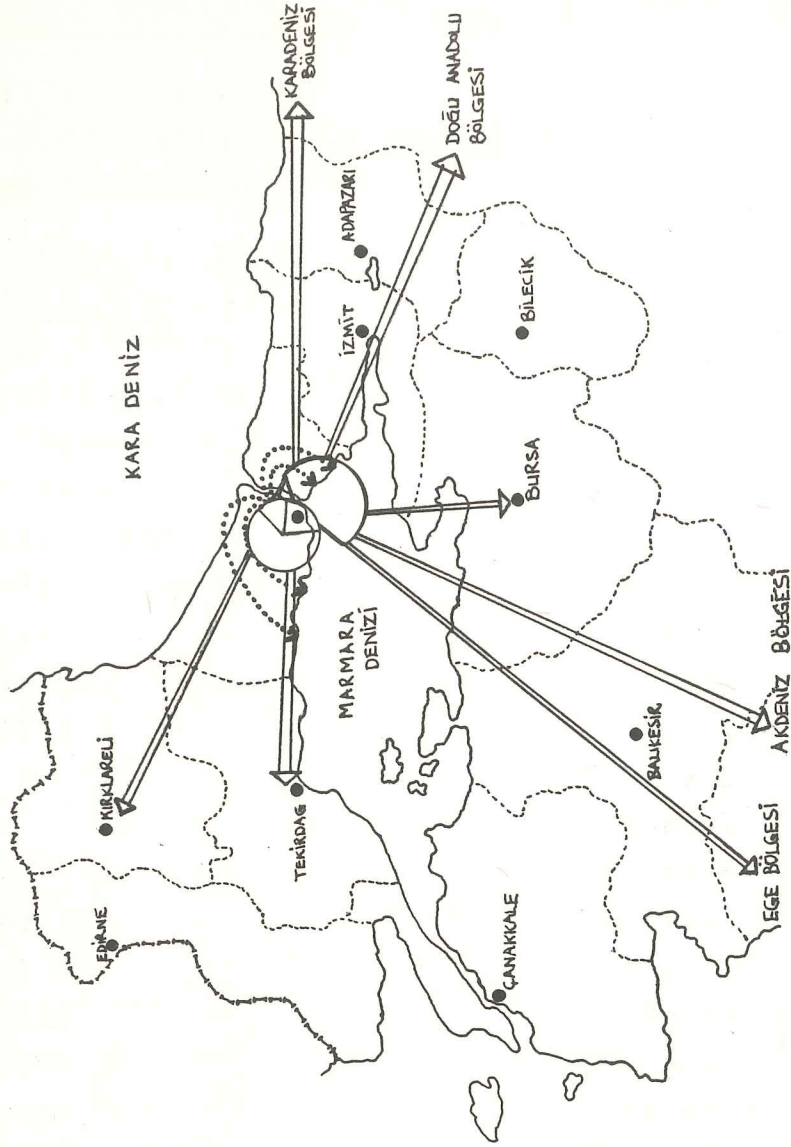 KARA DENİZ
KARADENİZ
BÖLGESİ
DOĞU ANADOLU
BÖLGESİ
ADAPAZARI
İZMİT
BİLECİK
BURSA
KIRKLARELİ
EDİRNE
TEKİRDAG
MARMARA
DENİZİ
ÇANAKKALE
BALIKESİR
EGE BÖLGESİ
AKDENİZ BÖLGESİ